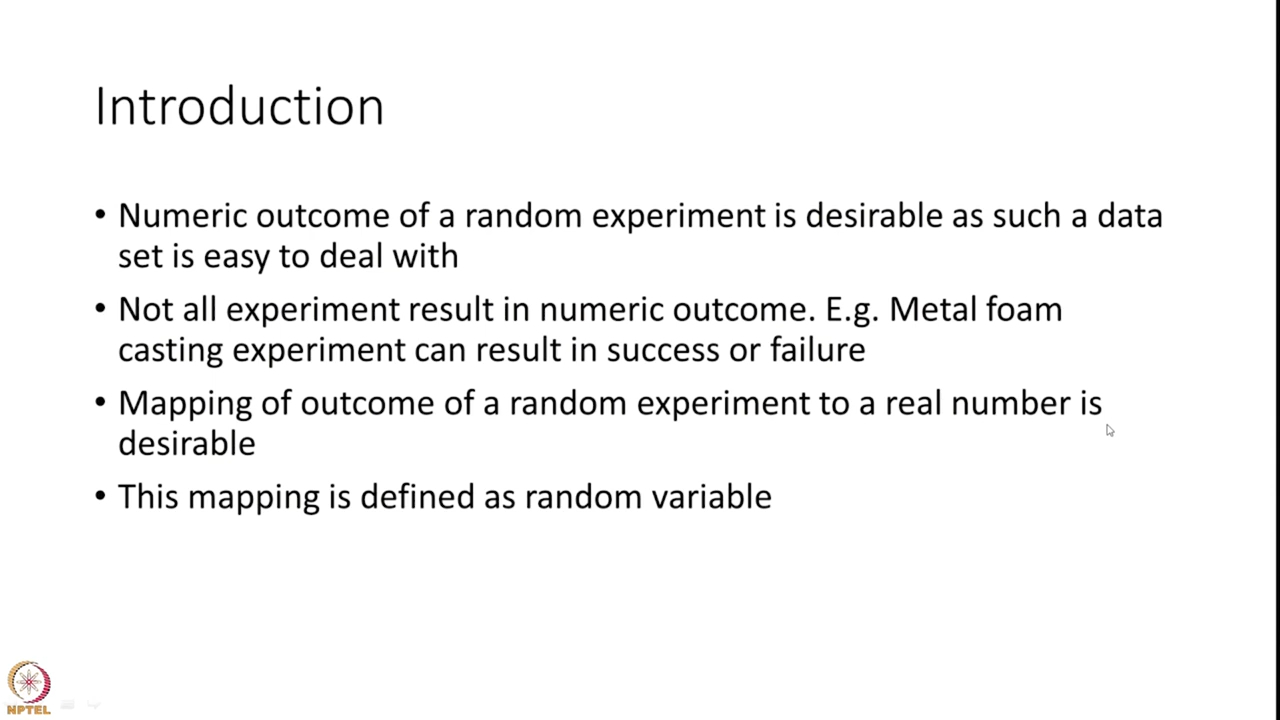 Introduction
• Numeric outcome of a random experiment is desirable as such a data
set is easy to deal with
• Not all experiment result in numeric outcome. E.g. Metal foam
casting experiment can result in success or failure
• Mapping of outcome of a random experiment to a real number is
desirable
• This mapping is defined as random variable
NPTEL